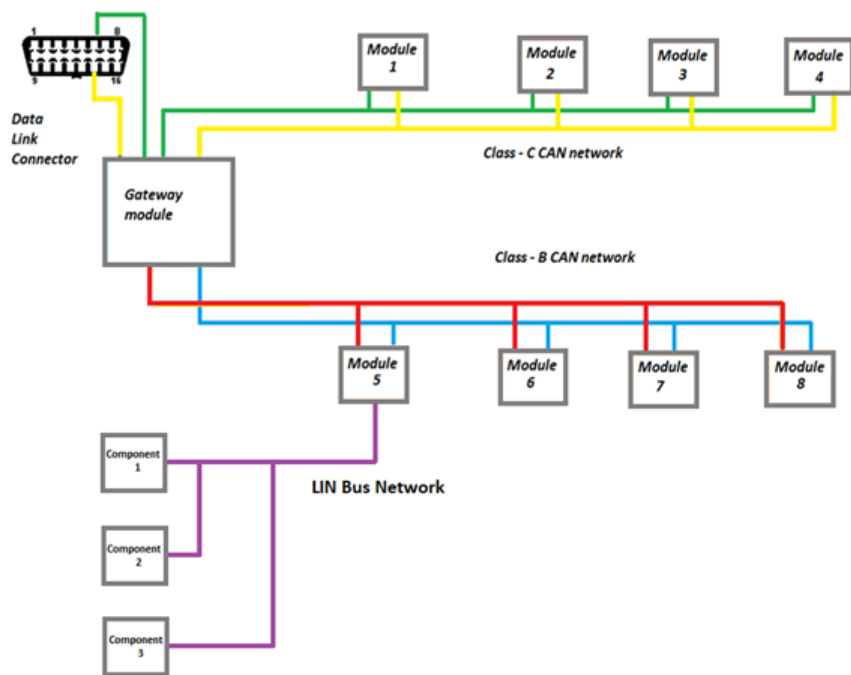 1 8
9 16
Data
Link
Connector
Module
1
Module
2
Module
3
Module
4
Class - C CAN network
Gateway
module
Class - B CAN network
Module
5
Module
6
Module
7
Module
8
Component
1
LIN Bus Network
Component
2
Component
3